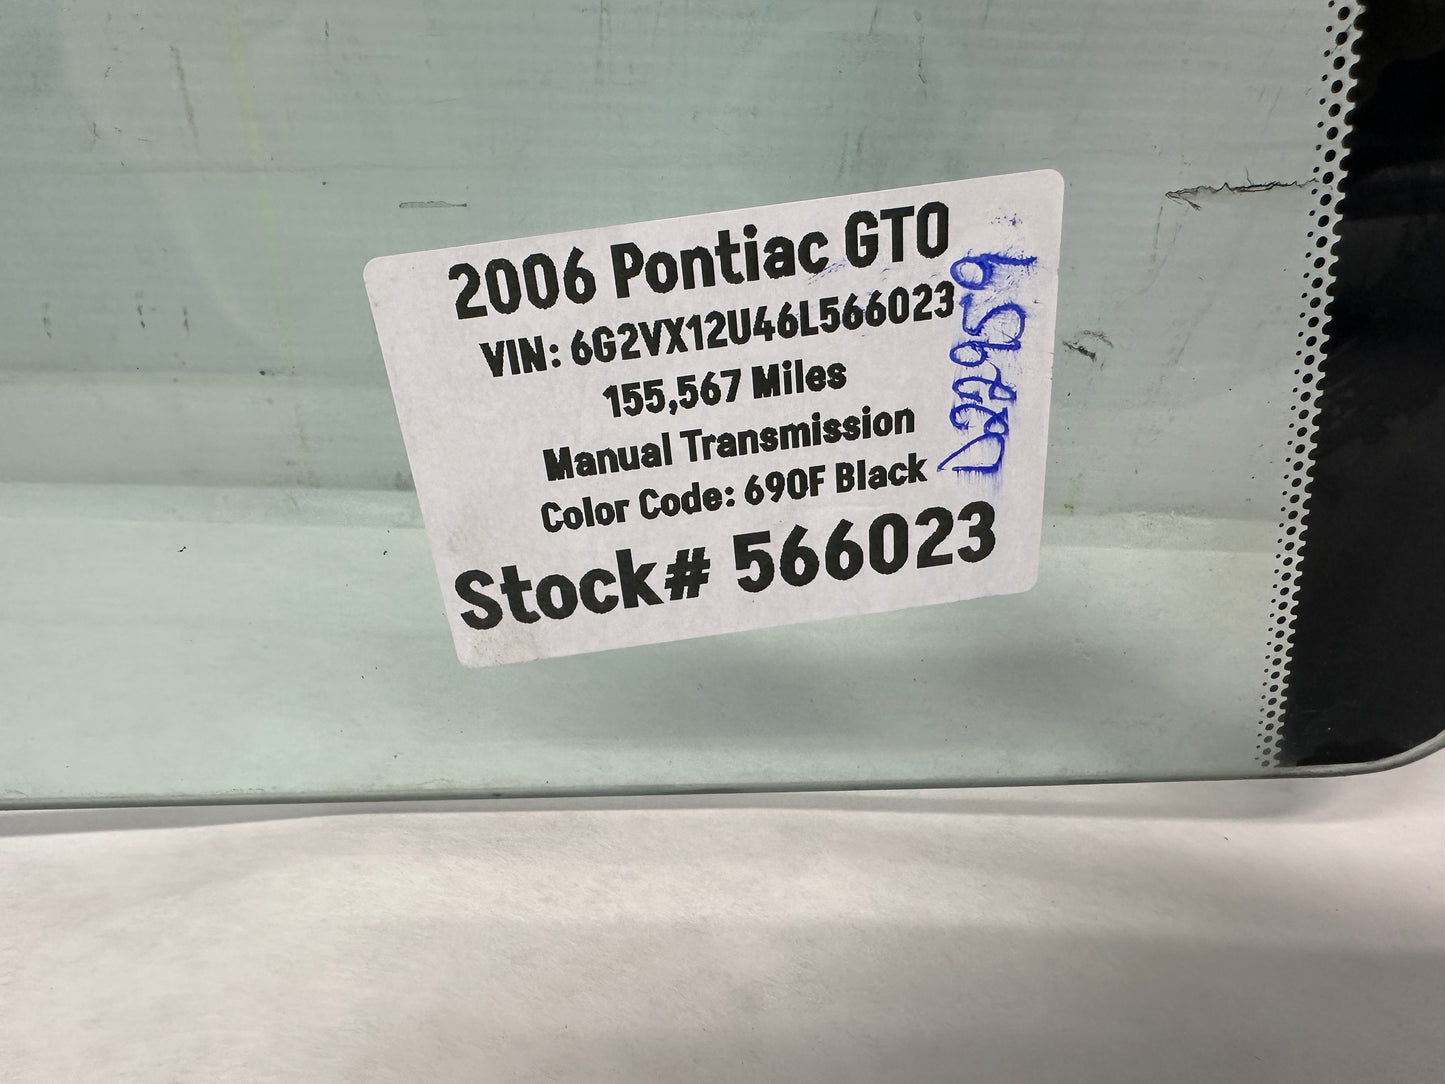 2006 Pontiac GTO
VIN: 6G2VX12U46L566023
155,567 Miles
Manual Transmission
Color Code: 690F Black
Stock# 566023